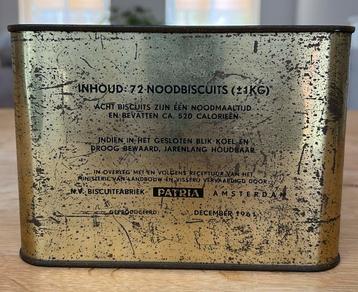 INHOUD: 72 NOODBISCUITS (±1KG)
ACHT BISCUITS ZIJN ÉÉN NOODMAALTIJD
EN BEVATTEN CA. 520 CALORIEËN
INDIEN IN HET GESLOTEN BLIK KOEL EN
DROOG BEWAARD, JARENLANG HOUDBAAR
IN OVERLEG MET EN VOLGENS RECEPTUUR VAN HET
MINISTERIE VAN LANDBOUW EN VISSERIJ VERVAARDIGD DOOR
N.V. BISCUITFABRIEK PATRIA AMSTERDAM
GEPRODUCEERD DECEMBER